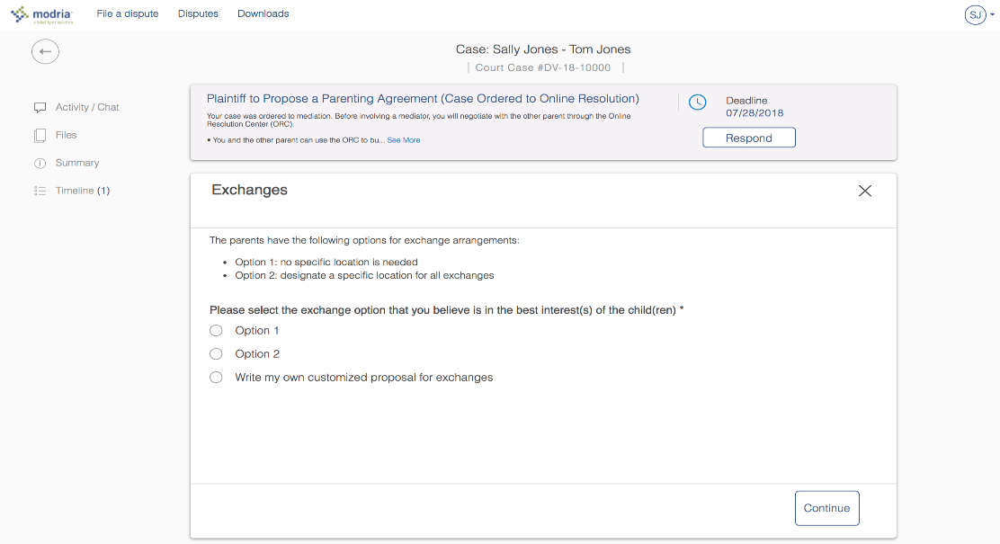 modria
a tyler tyler solution
File a dispute Disputes Downloads
SJ
Case: Sally Jones - Tom Jones
| Court Case #DV-18-10000 |
Activity / Chat
Files
Summary
Timeline (1)
Plaintiff to Propose a Parenting Agreement (Case Ordered to Online Resolution)
Your case was ordered to mediation. Before involving a mediator, you will negotiate with the other parent through the Online
Resolution Center (ORC).
• You and the other parent can use the ORC to bu... See More
Deadline
07/28/2018
Respond
Exchanges
The parents have the following options for exchange arrangements:
• Option 1: no specific location is needed
• Option 2: designate a specific location for all exchanges
Please select the exchange option that you believe is in the best interest(s) of the child(ren) *
Option 1
Option 2
Write my own customized proposal for exchanges
Continue